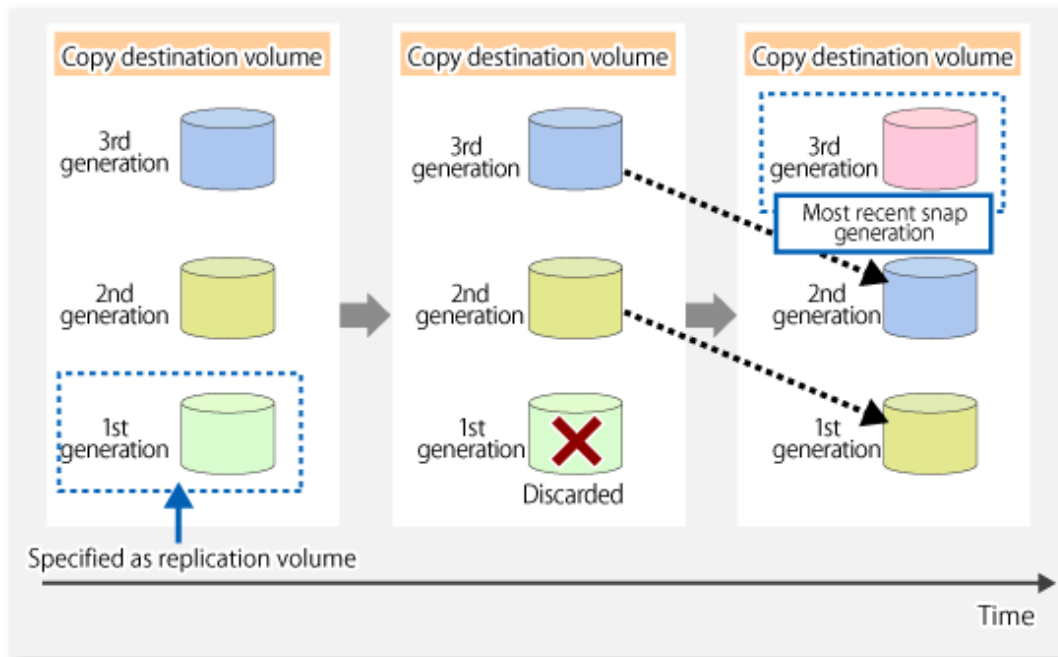 Copy destination volume
3rd
generation
2nd
generation
1st
generation
Specified as replication volume
Copy destination volume
3rd
generation
2nd
generation
1st
generation
Discarded
Copy destination volume
3rd
generation
Most recent snap
generation
2nd
generation
1st
generation
Time